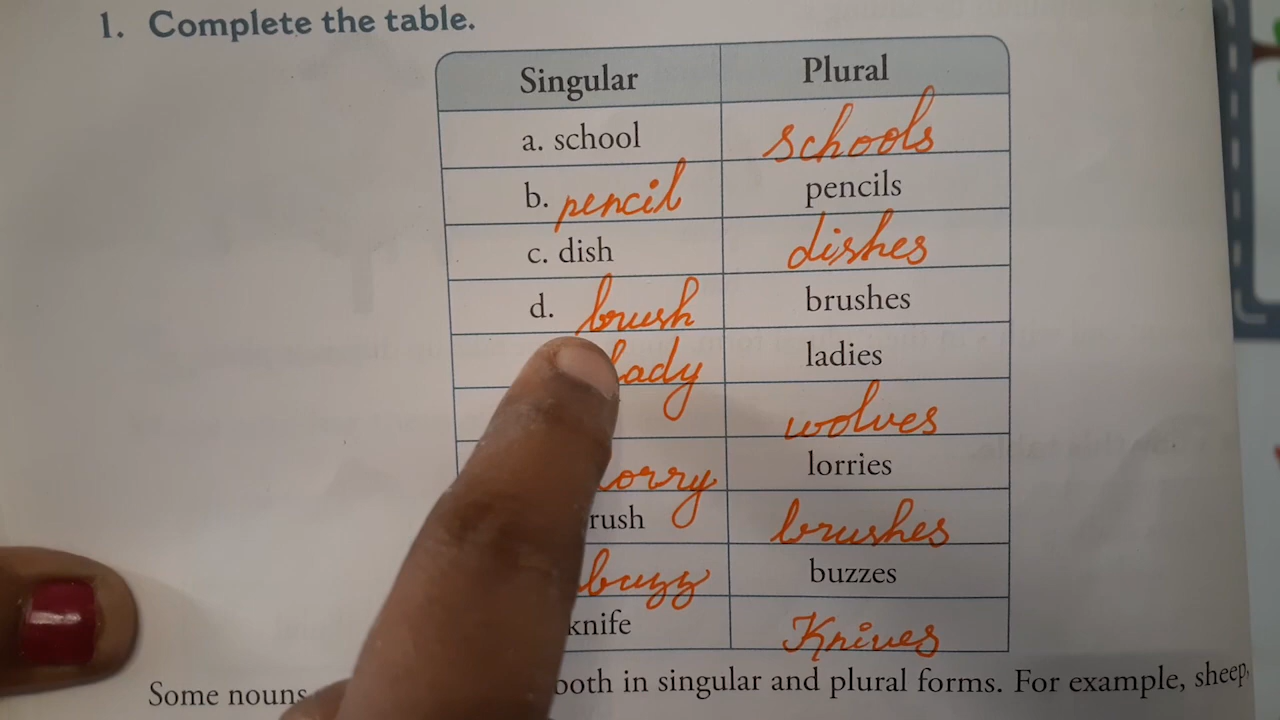 1. Complete the table.
Singular Plural
a. school schools
b. pencil pencils
c. dish dishes
d. brush brushes
lady ladies
wolves
orry lorries
rush brushes
buzz buzzes
knife Knives
Some nouns both in singular and plural forms. For example, sheep,